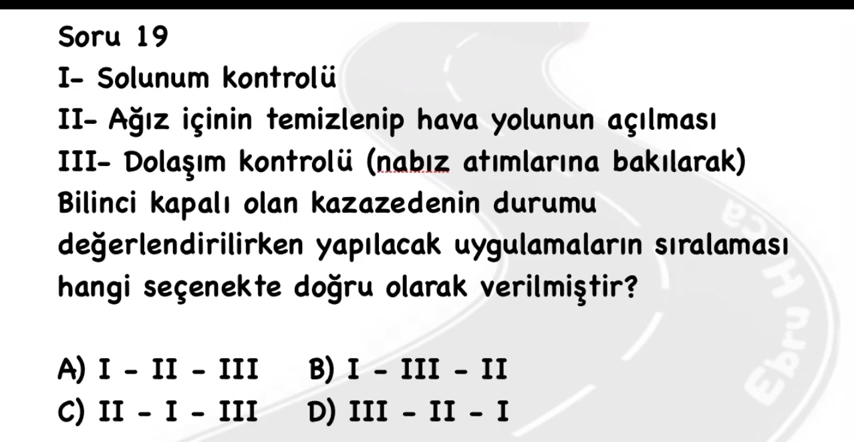 Soru 19
I- Solunum kontrolü
II- Ağız içinin temizlenip hava yolunun açılması
III- Dolaşım kontrolü (nabız atımlarına bakılarak)
Bilinci kapalı olan kazazedenin durumu
değerlendirilirken yapılacak uygulamaların sıralaması
hangi seçenekte doğru olarak verilmiştir?
A) I - II - III B) I - III - II
C) II - I - III D) III - II - I
Ebru Hoca